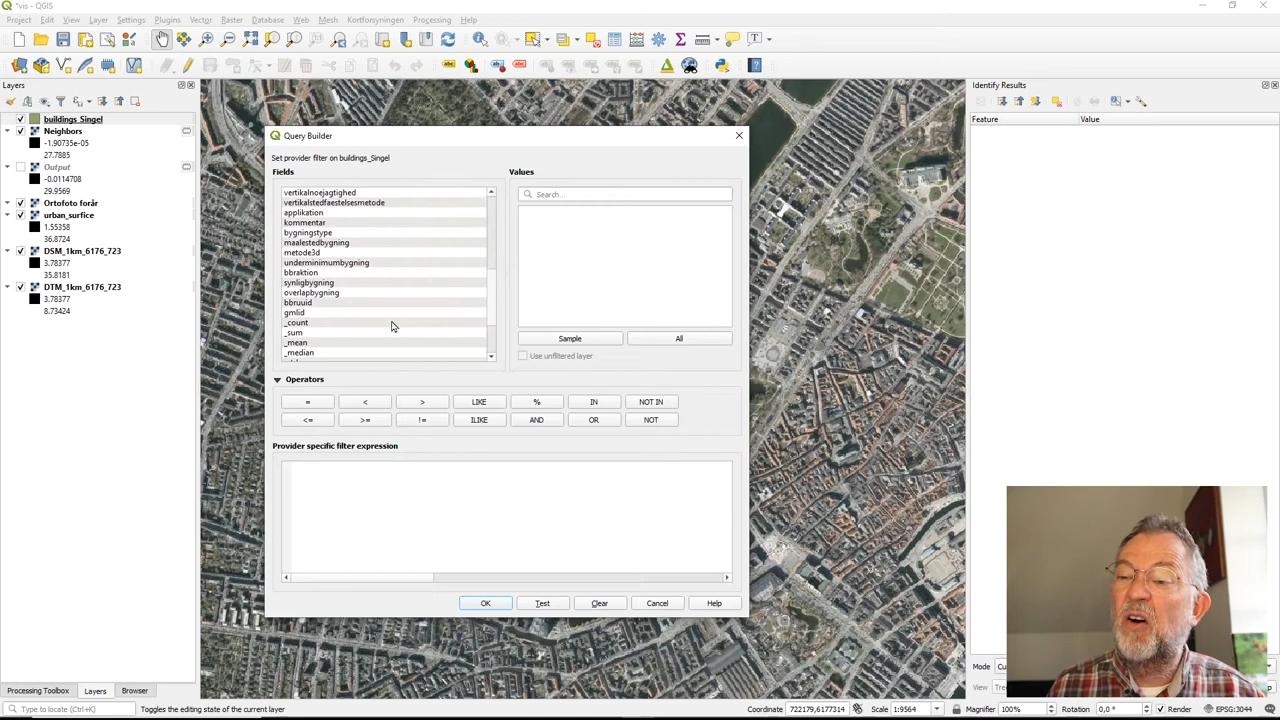 *vis - QGIS
Project Edit View Layer Settings Plugins Vector Raster Database Web Mesh Kortforsyningen Processing Help
Layers
buildings_Singel
Neighbors
-1.90735e-05
27.7885
Output
-0.0114708
29.9569
Ortofoto forår
urban_surfice
1.55358
36.8724
DSM_1km_6176_723
3.78377
35.8181
DTM_1km_6176_723
3.78377
8.73424
Query Builder
Set provider filter on buildings_Singel
Fields
vertikalnoejagtighed
vertikalstedfaestelsesmetode
applikation
kommentar
bygningstype
maalestedbygning
metode3d
underminimumbygning
bbraktion
synligbygning
overlapbygning
bbruuid
gmlid
_count
_sum
_mean
_median
Values
Search...
Sample All
Use unfiltered layer
Operators
= < > LIKE % IN NOT IN
<= >= != ILIKE AND OR NOT
Provider specific filter expression
OK Test Clear Cancel Help
Identify Results
Feature Value
Mode
View
Processing Toolbox Layers Browser
Type to locate (Ctrl+K) Toggles the editing state of the current layer Coordinate 722179,6177314 Scale 1:9564 Magnifier 100% Rotation 0,0 ° Render EPSG:3044